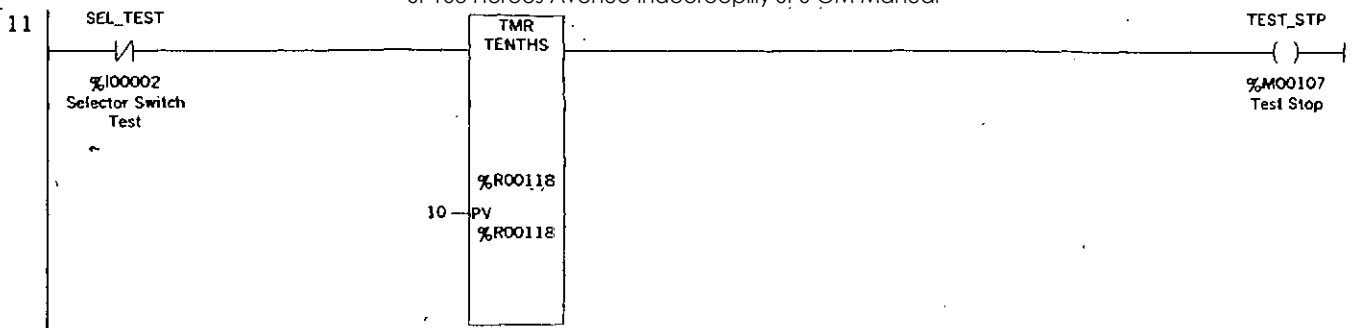 11
SEL_TEST
TMR
TENTHS
TEST_STP
%I00002
Selector Switch
Test
%M00107
Test Stop
%R00118
10
PV
%R00118